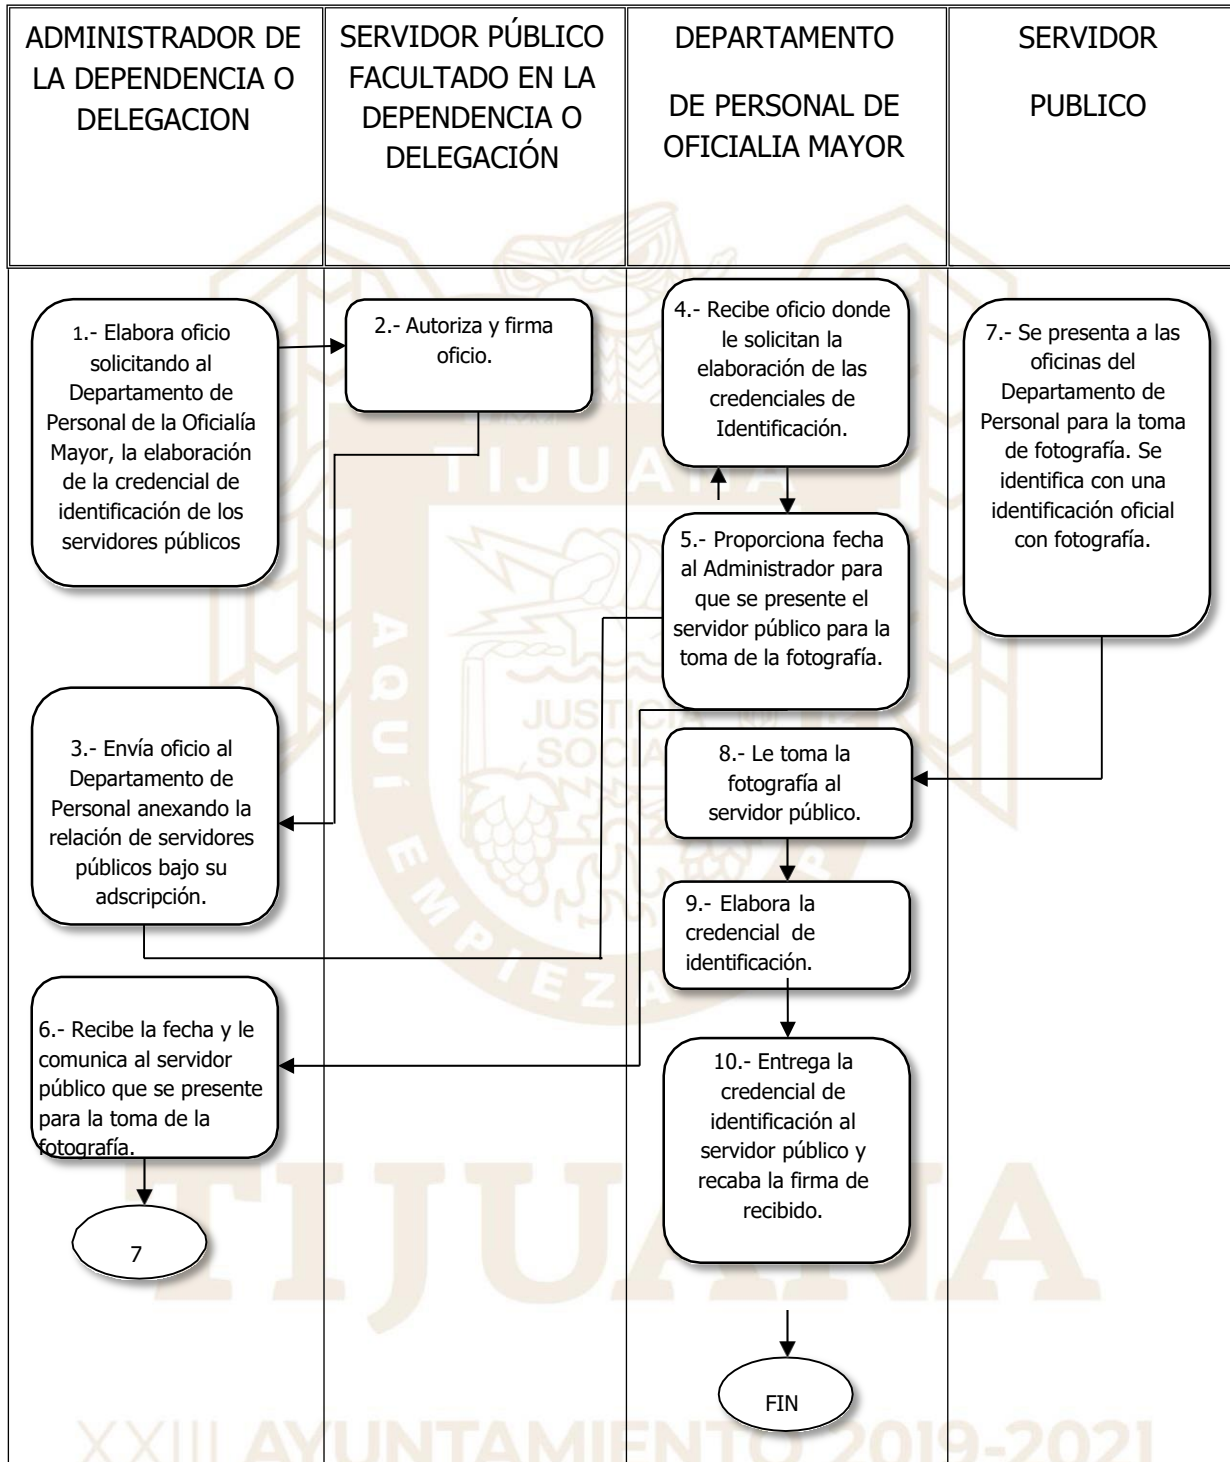 ADMINISTRADOR DE
LA DEPENDENCIA O
DELEGACION
SERVIDOR PÚBLICO
FACULTADO EN LA
DEPENDENCIA O
DELEGACIÓN
DEPARTAMENTO
DE PERSONAL DE
OFICIALIA MAYOR
SERVIDOR
PUBLICO
1.- Elabora oficio
solicitando al
Departamento de
Personal de la Oficialía
Mayor, la elaboración
de la credencial de
identificación de los
servidores públicos
2.- Autoriza y firma
oficio.
4.- Recibe oficio donde
le solicitan la
elaboración de las
credenciales de
Identificación.
7.- Se presenta a las
oficinas del
Departamento de
Personal para la toma
de fotografía. Se
identifica con una
identificación oficial
con fotografía.
5.- Proporciona fecha
al Administrador para
que se presente el
servidor público para la
toma de la fotografía.
3.- Envía oficio al
Departamento de
Personal anexando la
relación de servidores
públicos bajo su
adscripción.
8.- Le toma la
fotografía al
servidor público.
9.- Elabora la
credencial de
identificación.
6.- Recibe la fecha y le
comunica al servidor
público que se presente
para la toma de la
fotografía.
10.- Entrega la
credencial de
identificación al
servidor público y
recaba la firma de
recibido.
7
FIN
TIJUANA
AQUÍ EMPIEZA
JUSTICIA
SOCIAL
TIJUANA
XXIII AYUNTAMIENTO 2019-2021